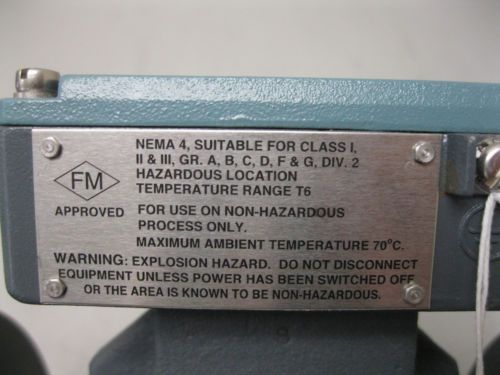 NEMA 4, SUITABLE FOR CLASS I,
II & III, GR. A, B, C, D, F & G, DIV. 2
HAZARDOUS LOCATION
TEMPERATURE RANGE T6
FM
APPROVED FOR USE ON NON-HAZARDOUS
PROCESS ONLY.
MAXIMUM AMBIENT TEMPERATURE 70°C.
WARNING: EXPLOSION HAZARD. DO NOT DISCONNECT
EQUIPMENT UNLESS POWER HAS BEEN SWITCHED OFF
OR THE AREA IS KNOWN TO BE NON-HAZARDOUS.